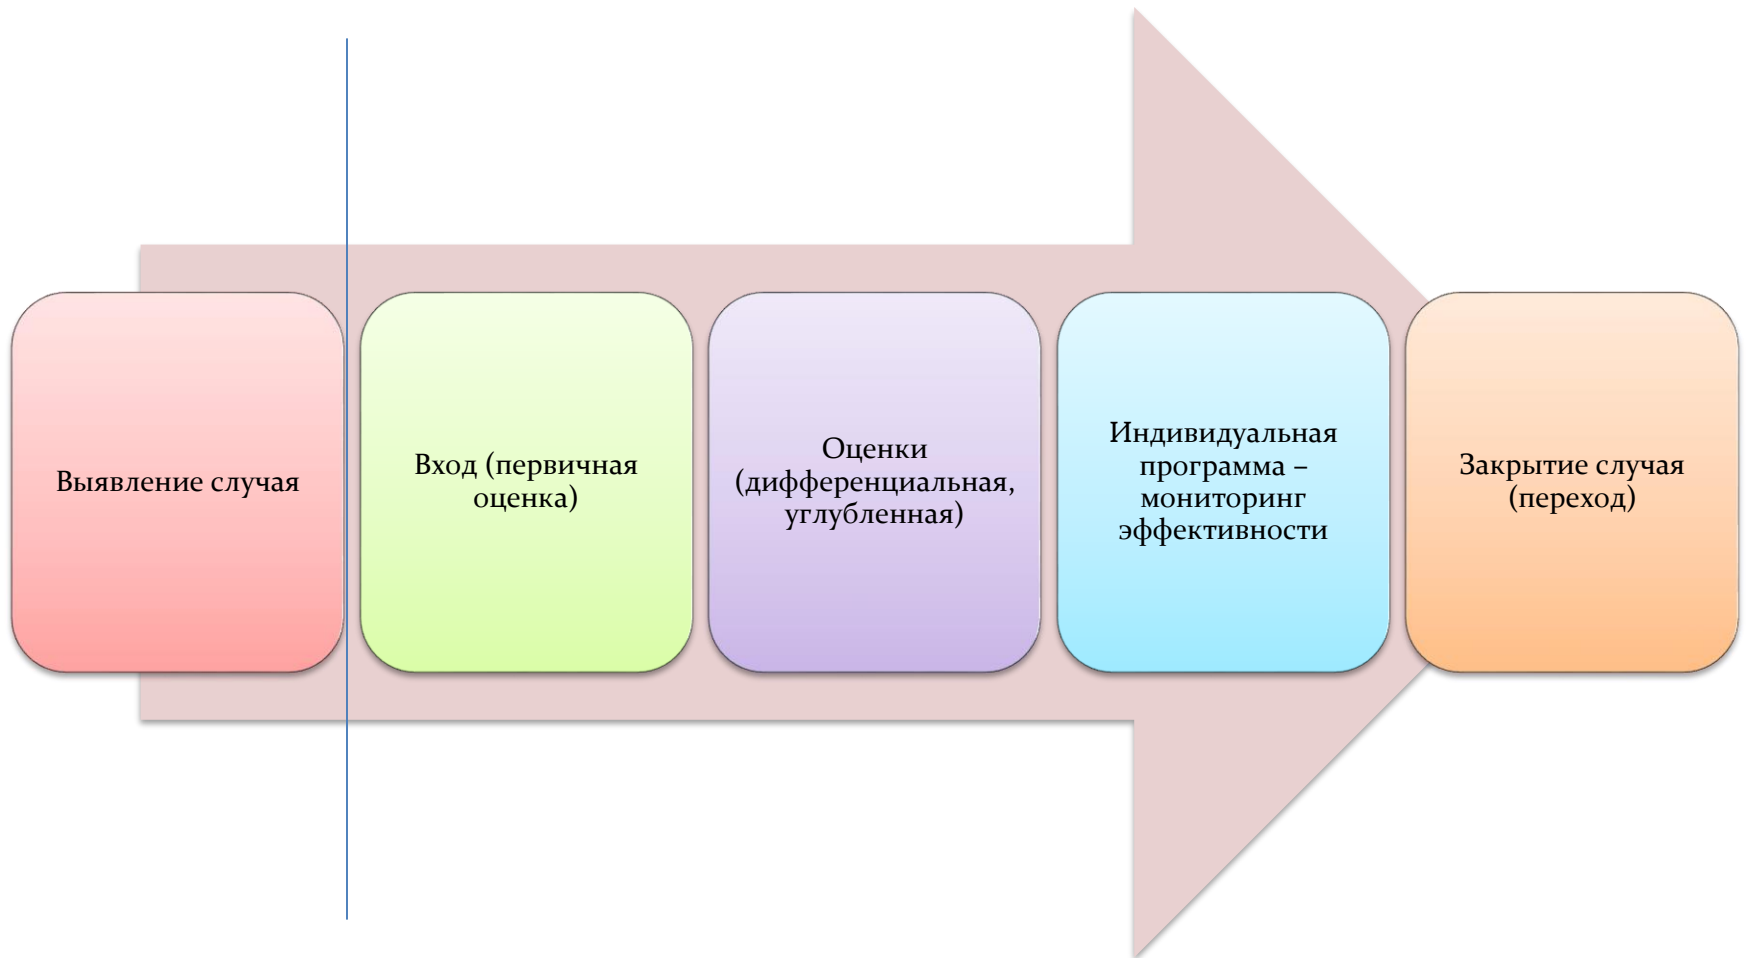 Выявление случая
Вход (первичная
оценка)
Оценки
(дифференциальная,
углубленная)
Индивидуальная
программа –
мониторинг
эффективности
Закрытие случая
(переход)